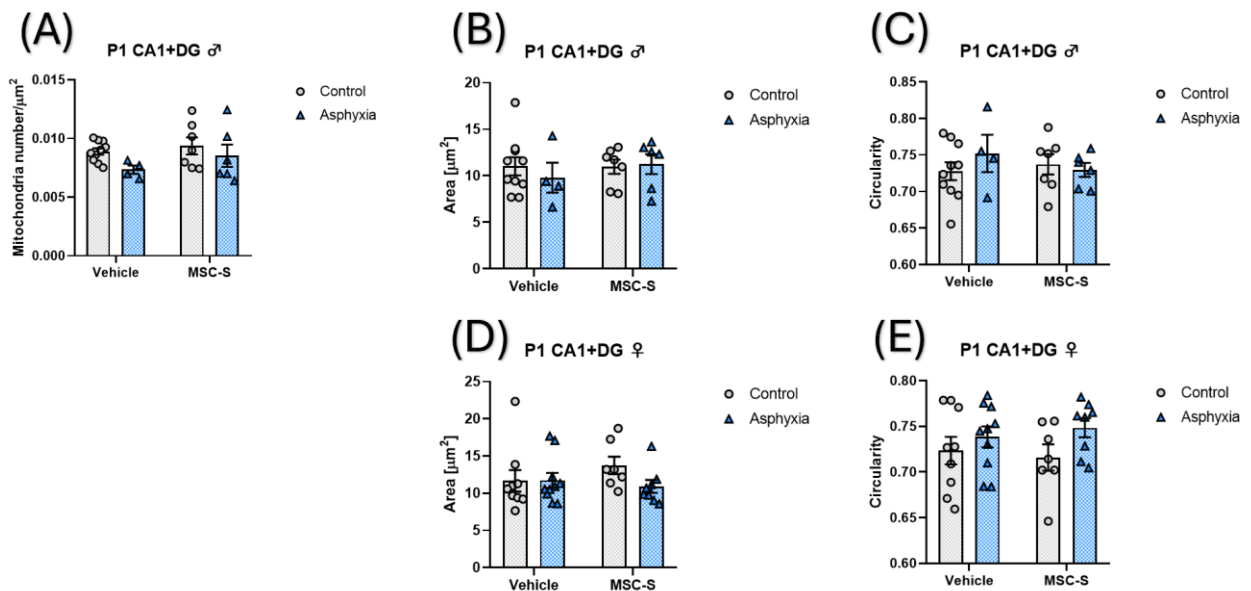 (A)
P1 CA1+DG ♂
Mitochondria number/μm²
0.015
0.010
0.005
0.000
Vehicle
MSC-S
Control
Asphyxia
(B)
P1 CA1+DG ♂
Area [μm²]
20
15
10
5
0
Vehicle
MSC-S
Control
Asphyxia
(C)
P1 CA1+DG ♂
Circularity
0.85
0.80
0.75
0.70
0.65
0.60
Vehicle
MSC-S
Control
Asphyxia
(D)
P1 CA1+DG ♀
Area [μm²]
25
20
15
10
5
0
Vehicle
MSC-S
Control
Asphyxia
(E)
P1 CA1+DG ♀
Circularity
0.80
0.75
0.70
0.65
0.60
Vehicle
MSC-S
Control
Asphyxia